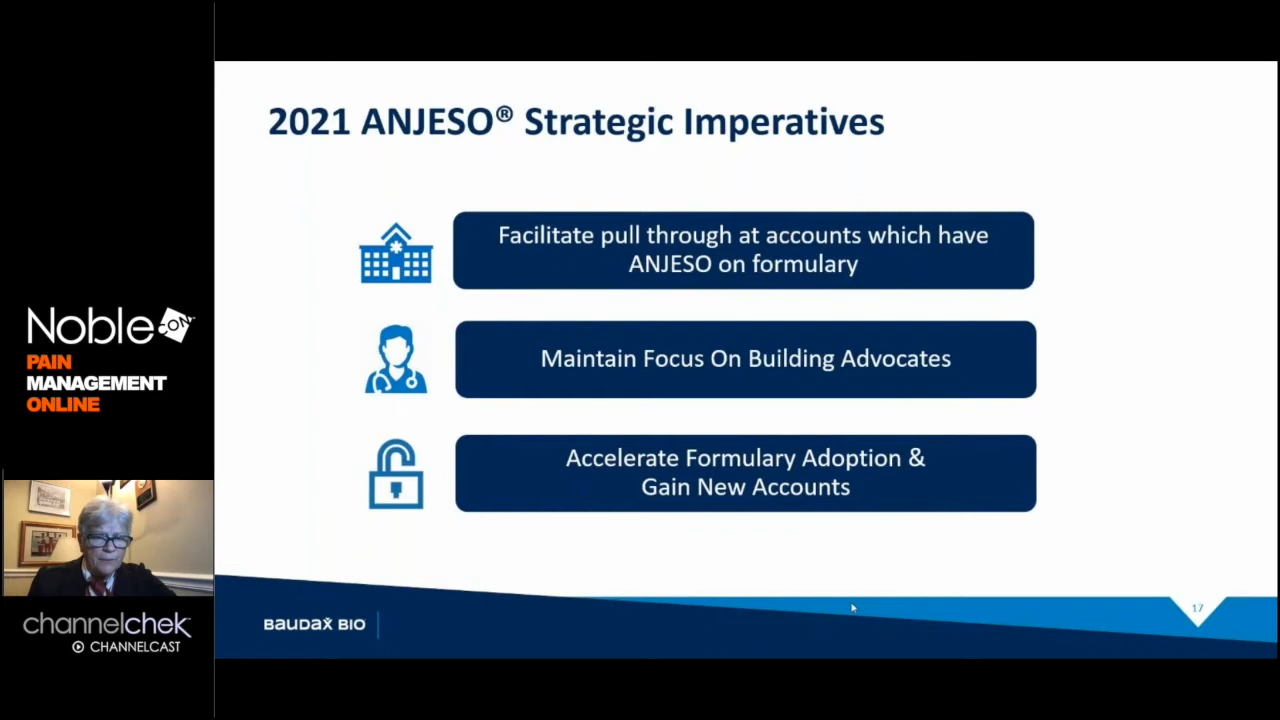 2021 ANJESO® Strategic Imperatives
Facilitate pull through at accounts which have
ANJESO on formulary
Maintain Focus On Building Advocates
Accelerate Formulary Adoption &
Gain New Accounts
BAUDAX BIO
17
Noble CON
PAIN
MANAGEMENT
ONLINE
channelchek
CHANNELCAST